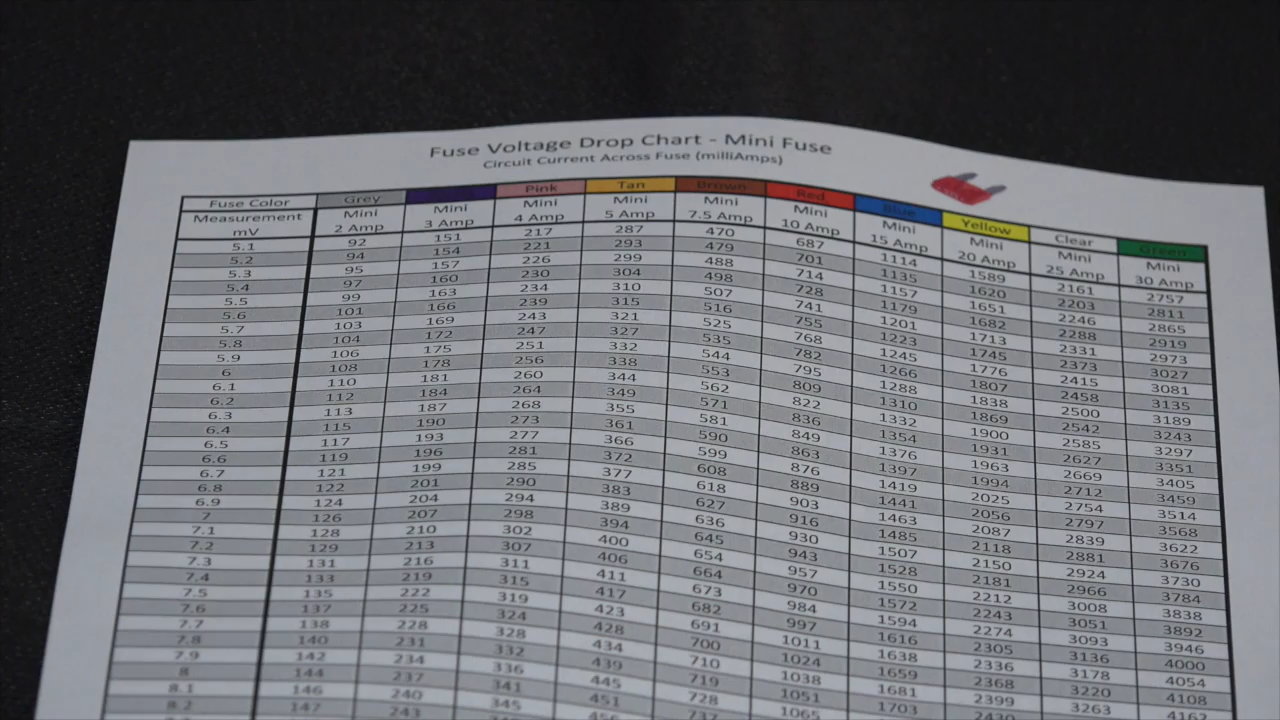 Fuse Voltage Drop Chart - Mini Fuse
Circuit Current Across Fuse (milliAmps)
Fuse Color Grey Pink Tan Brown Red Blue Yellow Clear Green
Measurement Mini Mini Mini Mini Mini Mini Mini Mini Mini Mini
mV 2 Amp 3 Amp 4 Amp 5 Amp 7.5 Amp 10 Amp 15 Amp 20 Amp 25 Amp 30 Amp
5.1 92 151 217 287 470 687 1114 1589 2161 2757
5.2 94 154 221 293 479 701 1135 1620 2203 2811
5.3 95 157 226 299 488 714 1157 1651 2246 2865
5.4 97 160 230 304 498 728 1179 1682 2288 2919
5.5 99 163 234 310 507 741 1201 1713 2331 2973
5.6 101 166 239 315 516 755 1223 1745 2373 3027
5.7 103 169 243 321 525 768 1245 1776 2415 3081
5.8 104 172 247 327 535 782 1266 1807 2458 3135
5.9 106 175 251 332 544 795 1288 1838 2500 3189
6 108 178 256 338 553 809 1310 1869 2542 3243
6.1 110 181 260 344 562 822 1332 1900 2585 3297
6.2 112 184 264 349 571 836 1354 1931 2627 3351
6.3 113 187 268 355 581 849 1376 1963 2669 3405
6.4 115 190 273 361 590 863 1397 1994 2712 3459
6.5 117 193 277 366 599 876 1419 2025 2754 3514
6.6 119 196 281 372 608 889 1441 2056 2797 3568
6.7 121 199 285 377 618 903 1463 2087 2839 3622
6.8 122 201 290 383 627 916 1485 2118 2881 3676
6.9 124 204 294 389 636 930 1507 2150 2924 3730
7 126 207 298 394 645 943 1528 2181 2966 3784
7.1 128 210 302 400 654 957 1550 2212 3008 3838
7.2 129 213 307 406 664 970 1572 2243 3051 3892
7.3 131 216 311 411 673 984 1594 2274 3093 3946
7.4 133 219 315 417 682 997 1616 2305 3136 4000
7.5 135 222 319 423 691 1011 1638 2336 3178 4054
7.6 137 225 324 428 700 1024 1659 2368 3220 4108
7.7 138 228 328 434 710 1038 1681 2399 3263
7.8 140 231 332 439 719 1051 1703
7.9 142 234 336 445 728 1065
8 144 237 341 451
8.1 146 240 345
8.2 147 243